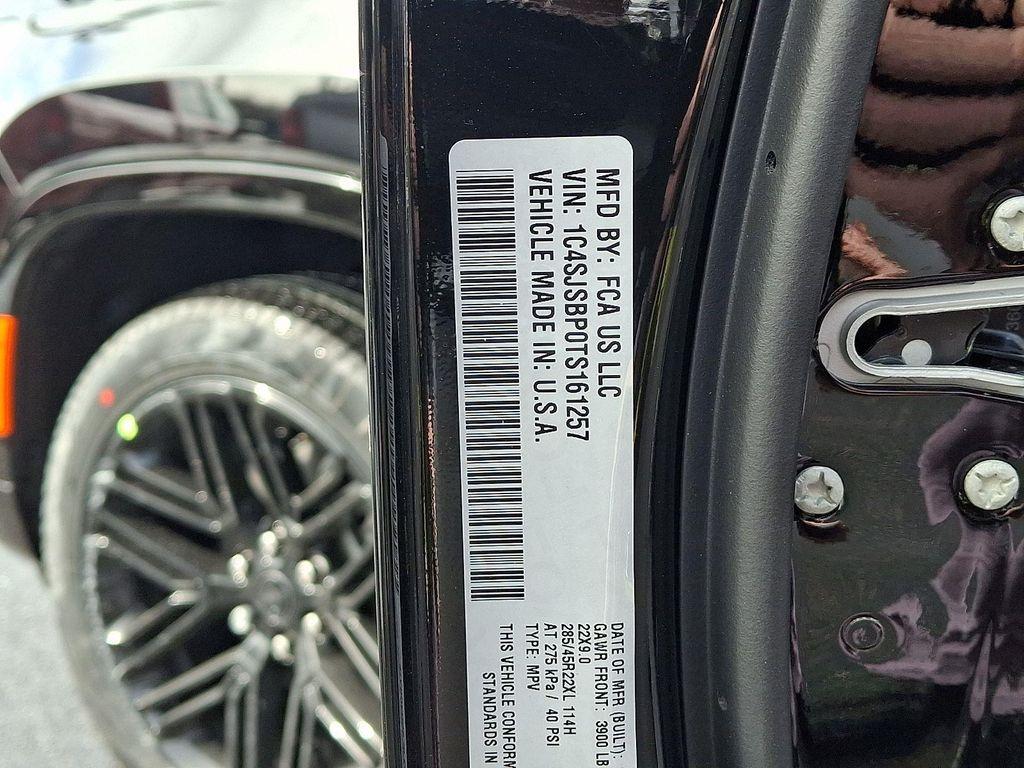 MFD BY: FCA US LLC
VIN: 1C4SJSBP0TS161257
VEHICLE MADE IN: U.S.A.
DATE OF MFR (BUILT):
GAWR FRONT: 3900 LB
22X9.0
285/45R22XL 114H
AT 275 kPa / 40 PSI
TYPE: MPV
THIS VEHICLE CONFORM
STANDARDS IN